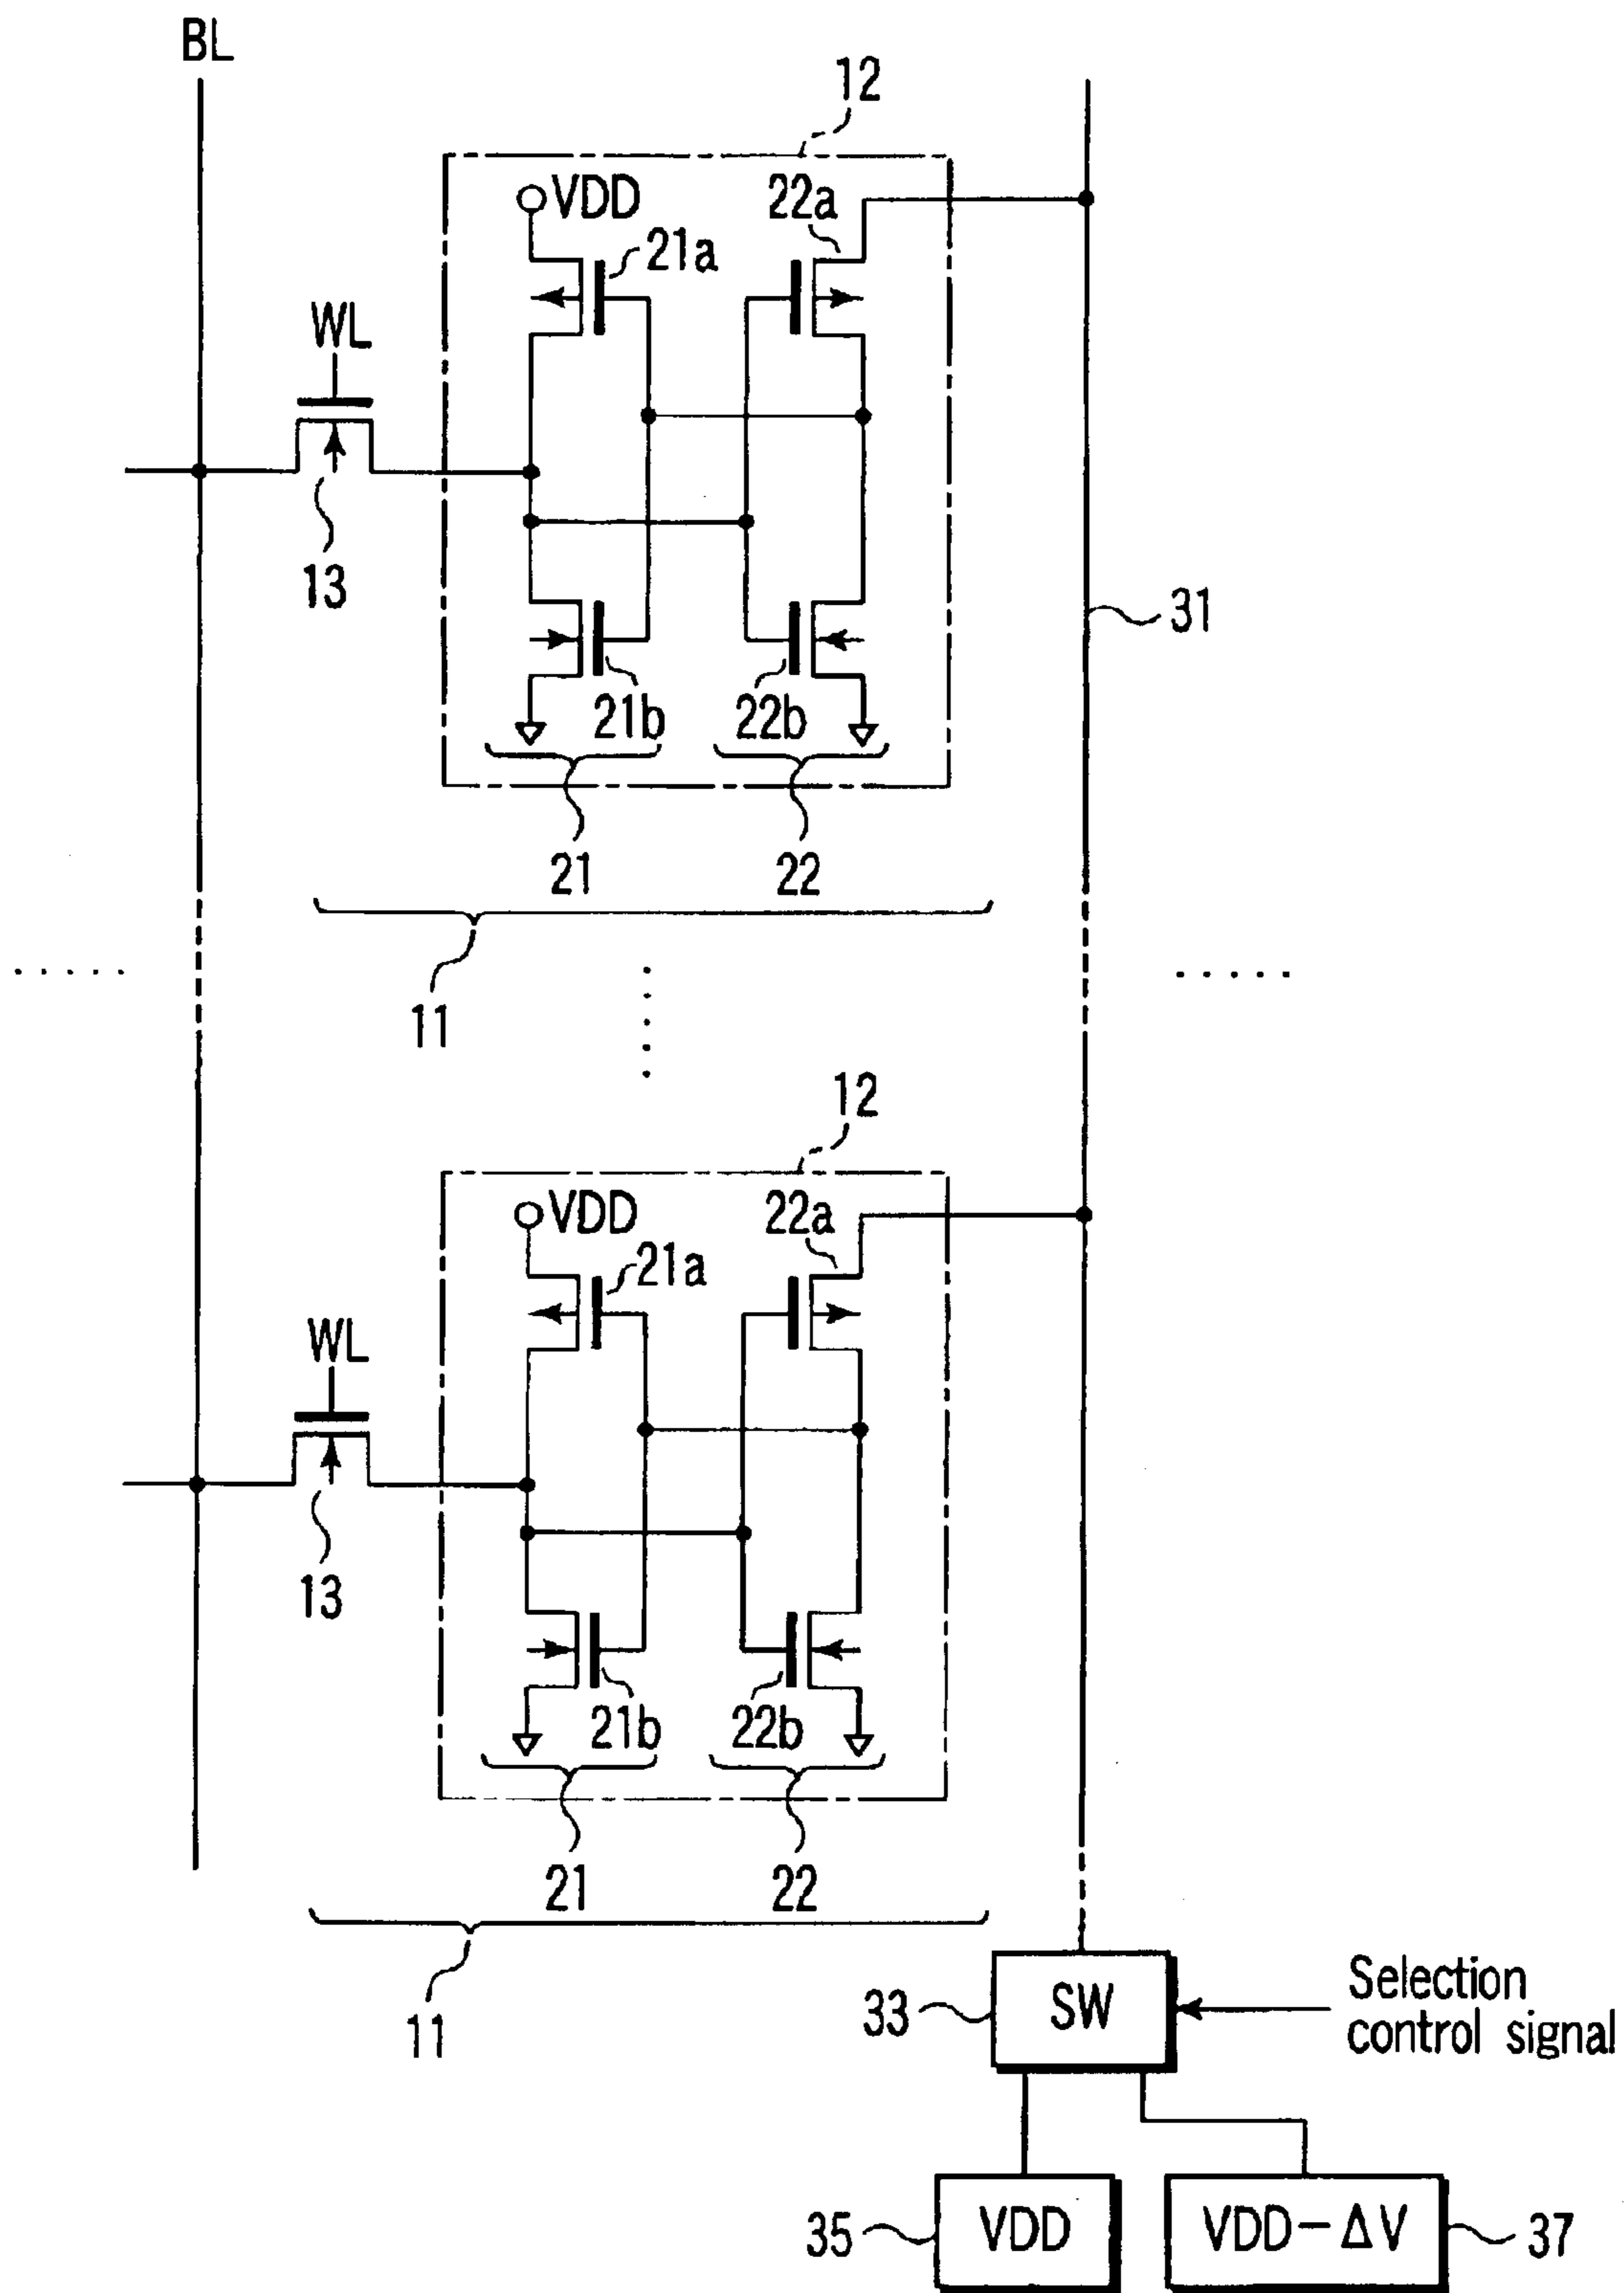 BL
12
VDD
22a
21a
WL
13
31
21b
22b
21
22
11
12
VDD
22a
21a
WL
13
21b
22b
21
22
11
33
SW
Selection
control signal
35
VDD
VDD-ΔV
37